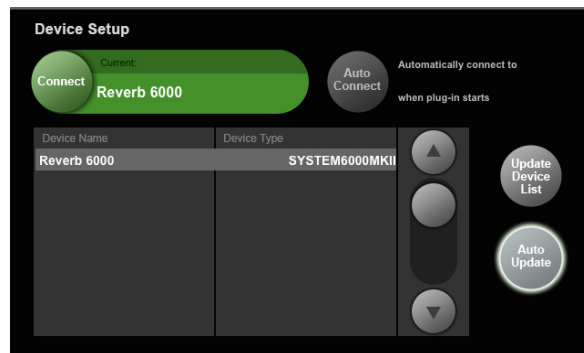 Device Setup
Current:
Connect
Reverb 6000
Auto
Connect
Automatically connect to
when plug-in starts
Device Name Device Type
Reverb 6000 SYSTEM6000MKII
Update
Device
List
Auto
Update